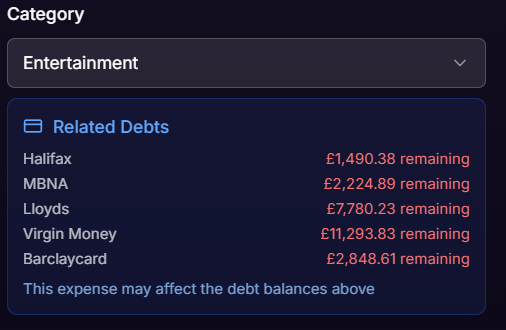 Category
Entertainment
Related Debts
Halifax £1,490.38 remaining
MBNA £2,224.89 remaining
Lloyds £7,780.23 remaining
Virgin Money £11,293.83 remaining
Barclaycard £2,848.61 remaining
This expense may affect the debt balances above